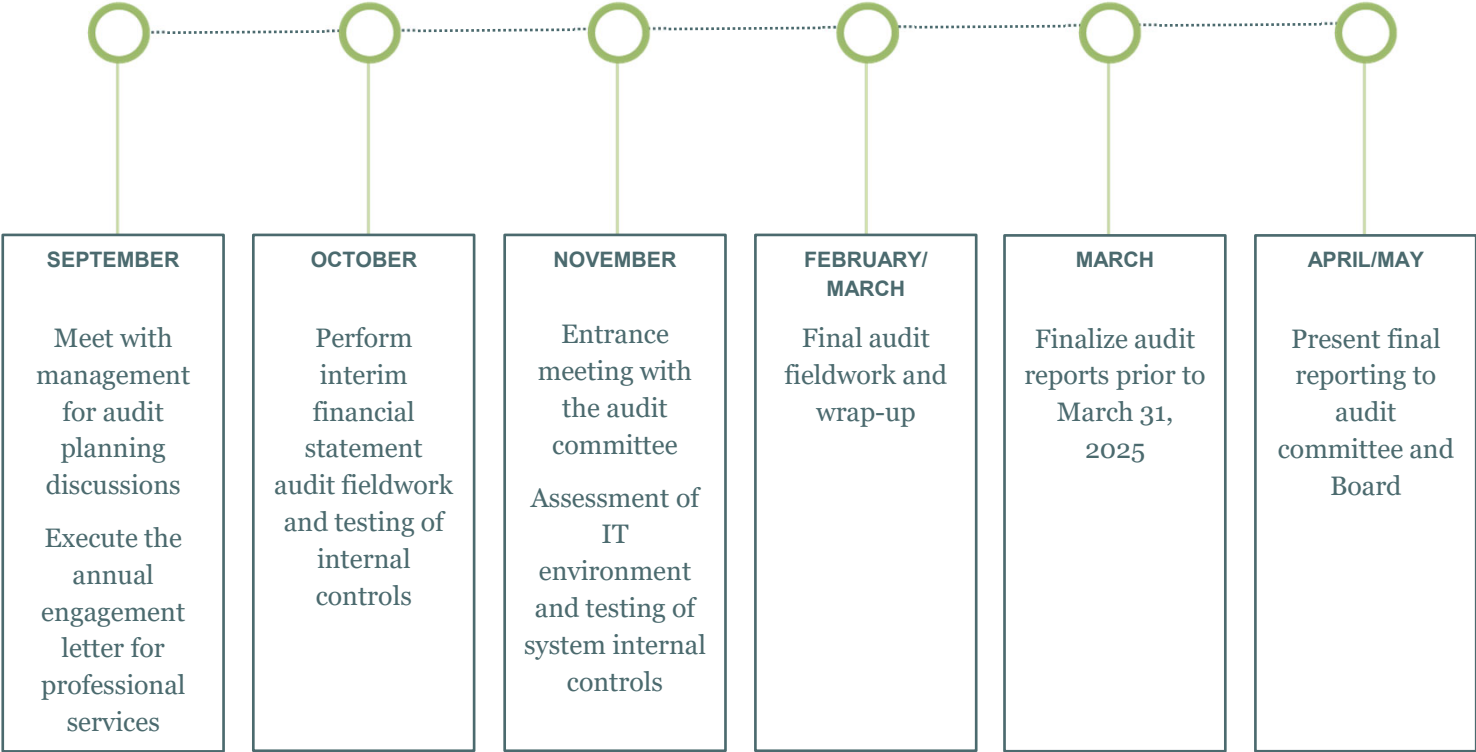 SEPTEMBER
Meet with
management
for audit
planning
discussions
Execute the
annual
engagement
letter for
professional
services
OCTOBER
Perform
interim
financial
statement
audit fieldwork
and testing of
internal
controls
NOVEMBER
Entrance
meeting with
the audit
committee
Assessment of
IT
environment
and testing of
system internal
controls
FEBRUARY/
MARCH
Final audit
fieldwork and
wrap-up
MARCH
Finalize audit
reports prior to
March 31,
2025
APRIL/MAY
Present final
reporting to
audit
committee and
Board